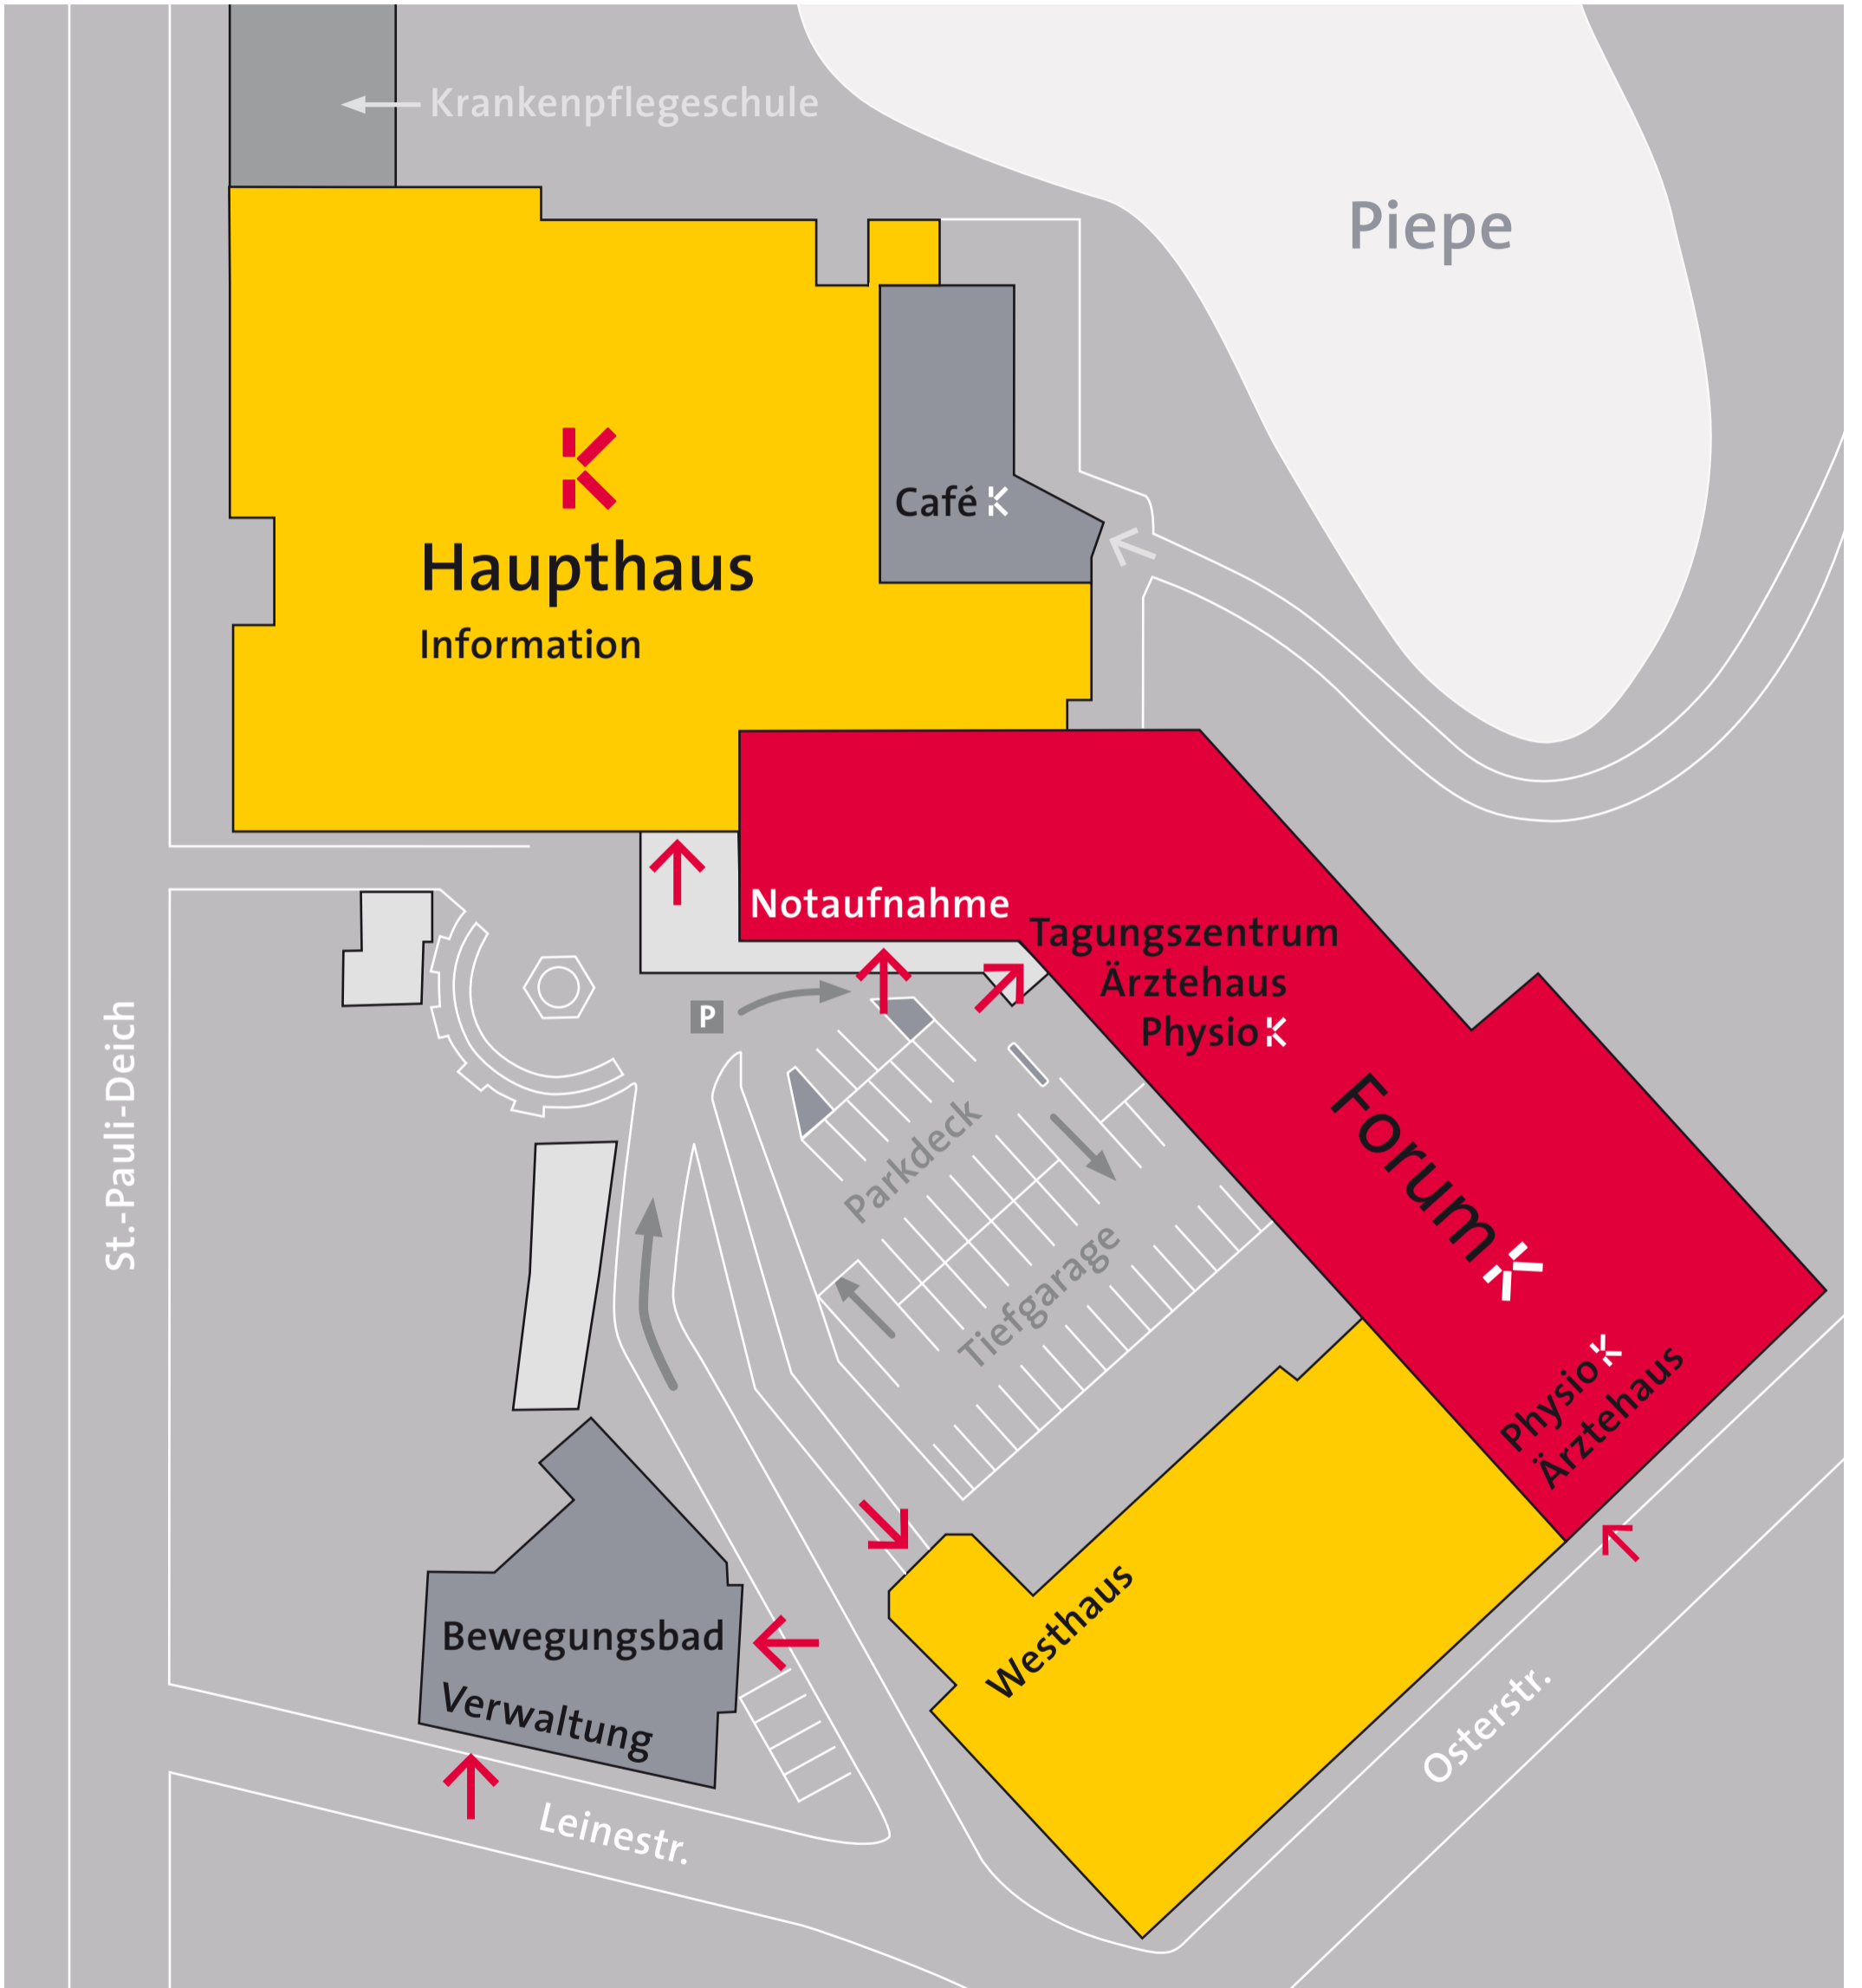 Krankenpflegeschule
Piepe
Café K
K
Haupthaus
Information
Notaufnahme
Tagungszentrum
Ärztehaus
Physio K
P
St.-Pauli-Deich
Forum K
Parkdeck
Tiefgarage
Physio K
Ärztehaus
Westhaus
Bewegungsbad
Verwaltung
Osterstr.
Leinestr.